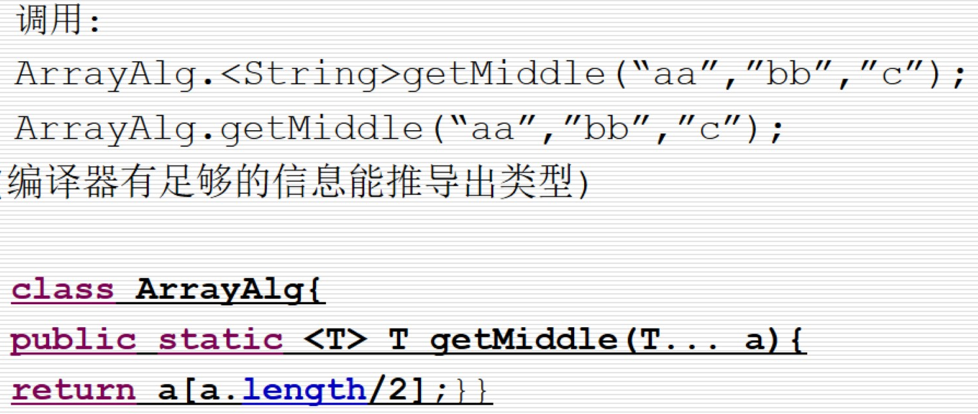 调用:
ArrayAlg.<String>getMiddle(“aa”,”bb”,”c”);
ArrayAlg.getMiddle(“aa”,”bb”,”c”);
(编译器有足够的信息能推导出类型)
class ArrayAlg{
public static <T> T getMiddle(T... a){
return a[a.length/2];}}